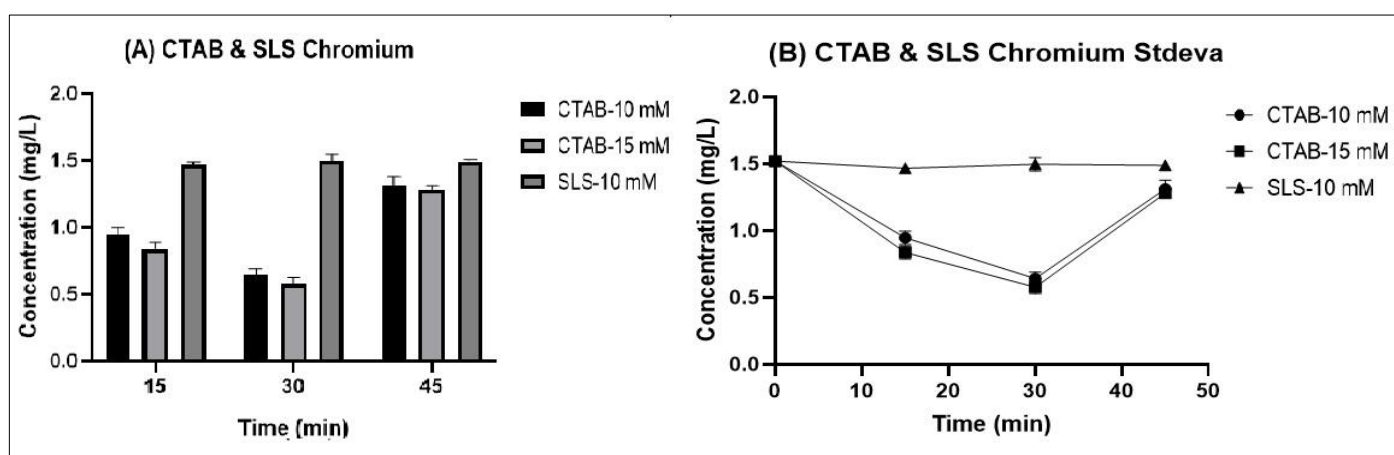 (A) CTAB & SLS Chromium
2.0
1.5
1.0
0.5
0.0
Concentration (mg/L)
15 30 45
Time (min)
CTAB-10 mM
CTAB-15 mM
SLS-10 mM
(B) CTAB & SLS Chromium Stdeva
2.0
1.5
1.0
0.5
0.0
Concentration (mg/L)
0 10 20 30 40 50
Time (min)
CTAB-10 mM
CTAB-15 mM
SLS-10 mM